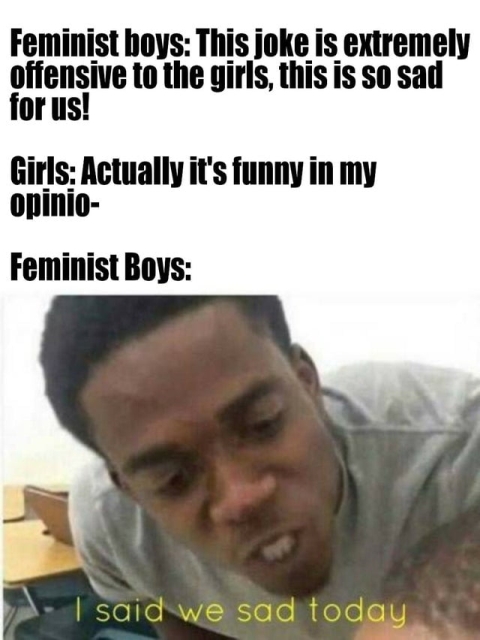 Feminist boys: This joke is extremely
offensive to the girls, this is so sad
for us!
Girls: Actually it's funny in my
opinio-
Feminist Boys:
I said we sad today